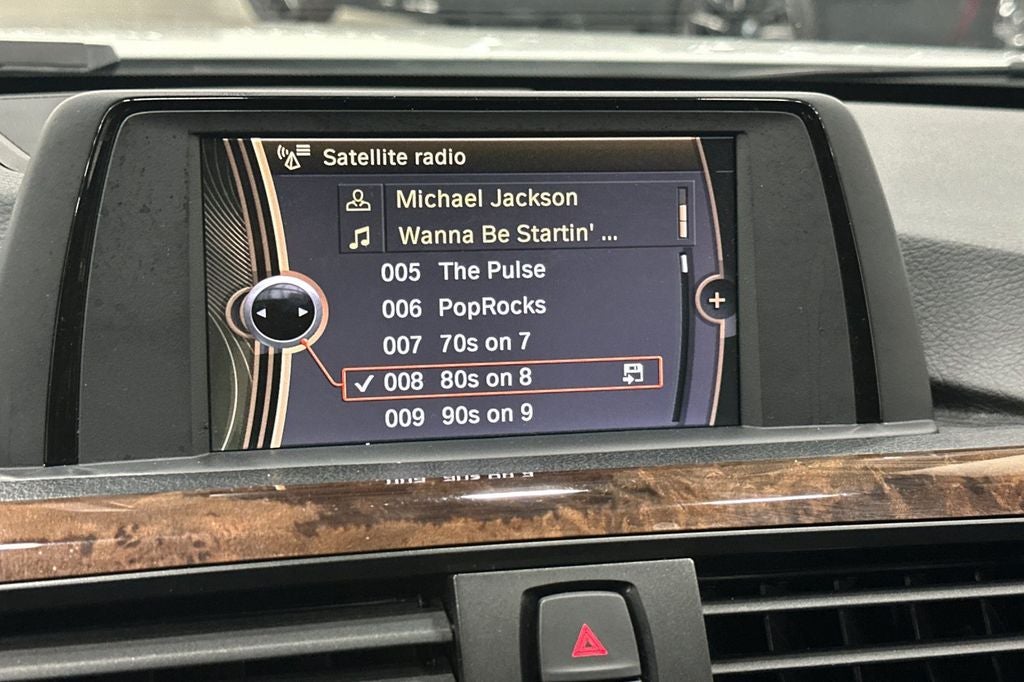 Satellite radio
Michael Jackson
Wanna Be Startin' ...
005 The Pulse
006 PopRocks
007 70s on 7
008 80s on 8
009 90s on 9